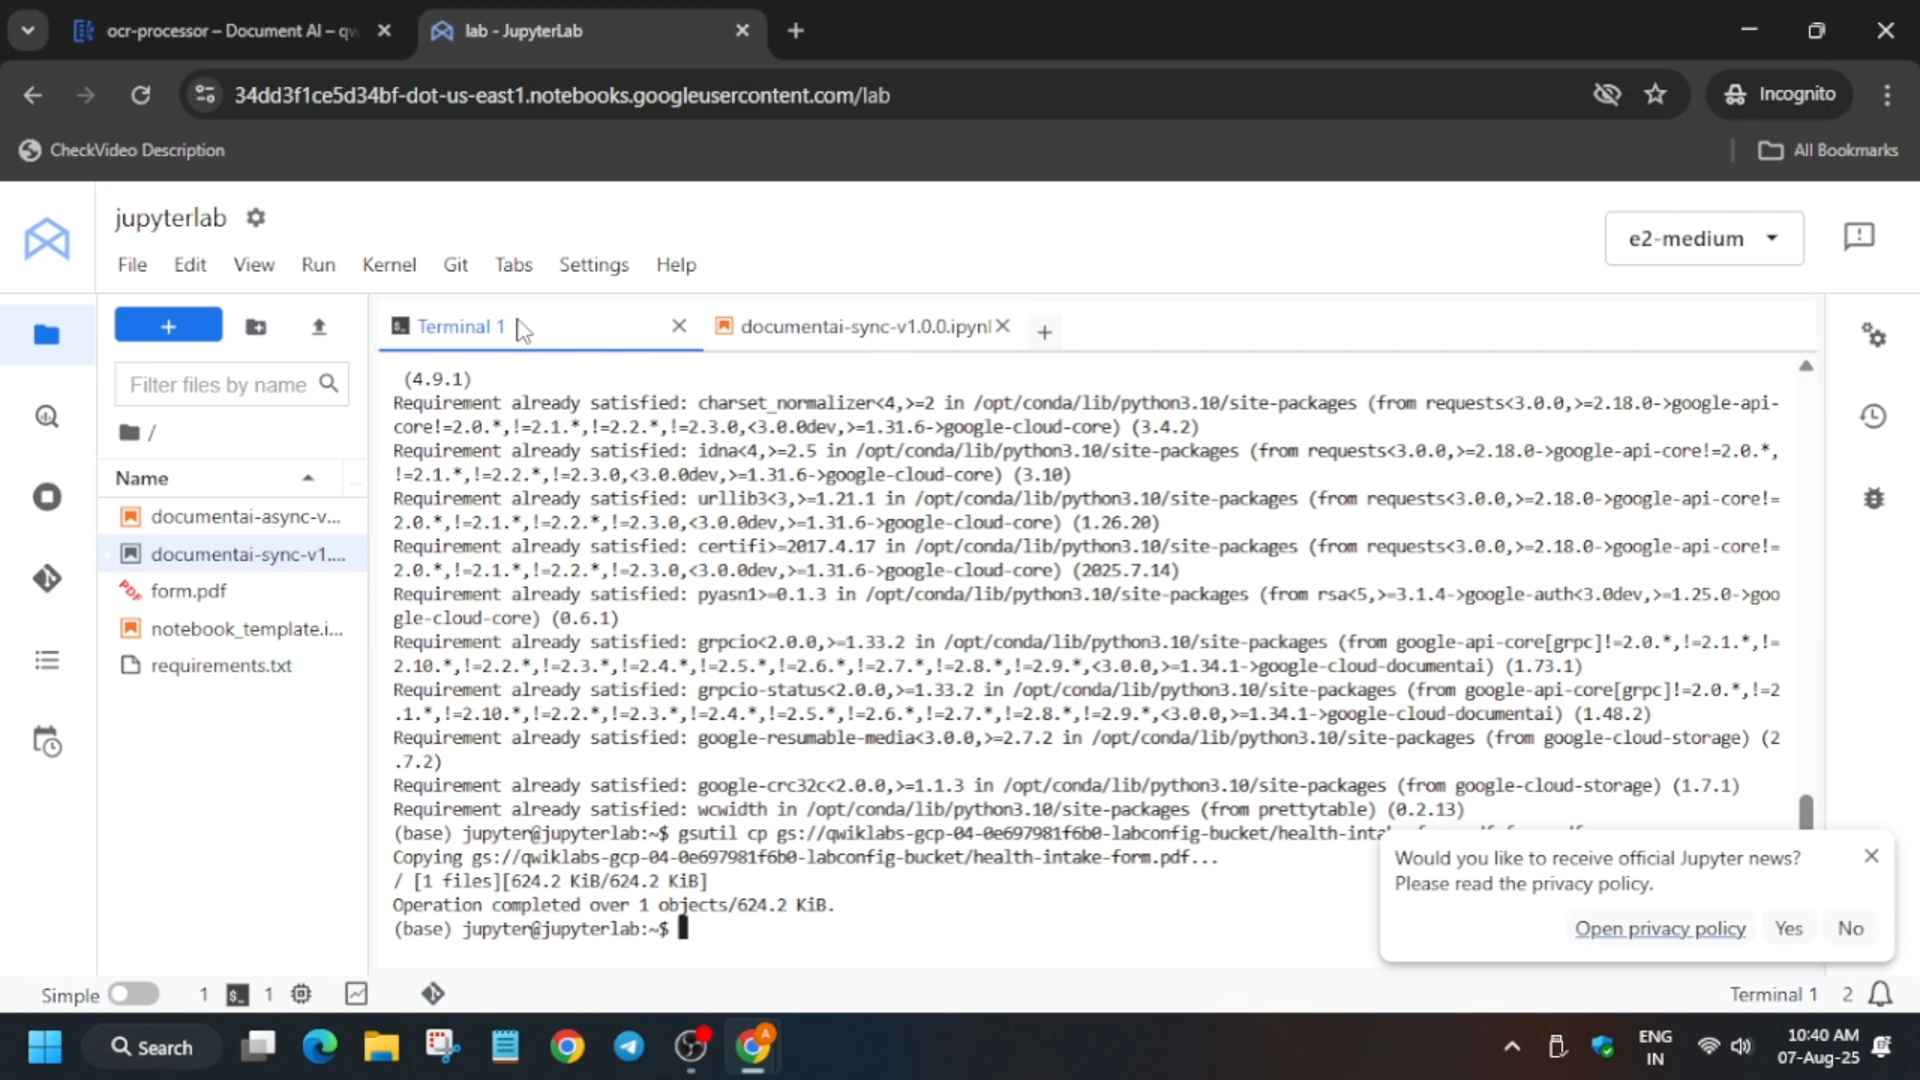 ocr-processor – Document AI – qw
lab - JupyterLab
34dd3f1ce5d34bf-dot-us-east1.notebooks.googleusercontent.com/lab
Incognito
CheckVideo Description
All Bookmarks
jupyterlab
e2-medium
File Edit View Run Kernel Git Tabs Settings Help
+
Terminal 1
documentai-sync-v1.0.0.ipynl
Filter files by name
/
Name
documentai-async-v...
documentai-sync-v1....
form.pdf
notebook_template.i...
requirements.txt
(4.9.1)
Requirement already satisfied: charset_normalizer<4,>=2 in /opt/conda/lib/python3.10/site-packages (from requests<3.0.0,>=2.18.0->google-api-
core!=2.0.*,!=2.1.*,!=2.2.*,!=2.3.0,<3.0.0dev,>=1.31.6->google-cloud-core) (3.4.2)
Requirement already satisfied: idna<4,>=2.5 in /opt/conda/lib/python3.10/site-packages (from requests<3.0.0,>=2.18.0->google-api-core!=2.0.*,
!=2.1.*,!=2.2.*,!=2.3.0,<3.0.0dev,>=1.31.6->google-cloud-core) (3.10)
Requirement already satisfied: urllib3<3,>=1.21.1 in /opt/conda/lib/python3.10/site-packages (from requests<3.0.0,>=2.18.0->google-api-core!=
2.0.*,!=2.1.*,!=2.2.*,!=2.3.0,<3.0.0dev,>=1.31.6->google-cloud-core) (1.26.20)
Requirement already satisfied: certifi>=2017.4.17 in /opt/conda/lib/python3.10/site-packages (from requests<3.0.0,>=2.18.0->google-api-core!=
2.0.*,!=2.1.*,!=2.2.*,!=2.3.0,<3.0.0dev,>=1.31.6->google-cloud-core) (2025.7.14)
Requirement already satisfied: pyasn1>=0.1.3 in /opt/conda/lib/python3.10/site-packages (from rsa<5,>=3.1.4->google-auth<3.0dev,>=1.25.0->goo
gle-cloud-core) (0.6.1)
Requirement already satisfied: grpcio<2.0.0,>=1.33.2 in /opt/conda/lib/python3.10/site-packages (from google-api-core[grpc]!=2.0.*,!=2.1.*,!=
2.10.*,!=2.2.*,!=2.3.*,!=2.4.*,!=2.5.*,!=2.6.*,!=2.7.*,!=2.8.*,!=2.9.*,<3.0.0,>=1.34.1->google-cloud-documentai) (1.73.1)
Requirement already satisfied: grpcio-status<2.0.0,>=1.33.2 in /opt/conda/lib/python3.10/site-packages (from google-api-core[grpc]!=2.0.*,!=2
.1.*,!=2.10.*,!=2.2.*,!=2.3.*,!=2.4.*,!=2.5.*,!=2.6.*,!=2.7.*,!=2.8.*,!=2.9.*,<3.0.0,>=1.34.1->google-cloud-documentai) (1.48.2)
Requirement already satisfied: google-resumable-media<3.0.0,>=2.7.2 in /opt/conda/lib/python3.10/site-packages (from google-cloud-storage) (2
.7.2)
Requirement already satisfied: google-crc32c<2.0.0,>=1.1.3 in /opt/conda/lib/python3.10/site-packages (from google-cloud-storage) (1.7.1)
Requirement already satisfied: wcwidth in /opt/conda/lib/python3.10/site-packages (from prettytable) (0.2.13)
(base) jupyter@jupyterlab:~$ gsutil cp gs://qwiklabs-gcp-04-0e697981f6b0-labconfig-bucket/health-inta
Copying gs://qwiklabs-gcp-04-0e697981f6b0-labconfig-bucket/health-intake-form.pdf...
/ [1 files][624.2 KiB/624.2 KiB]
Operation completed over 1 objects/624.2 KiB.
(base) jupyter@jupyterlab:~$
Would you like to receive official Jupyter news?
Please read the privacy policy.
Open privacy policy Yes No
Simple 1 1
Terminal 1 2
Search
ENG
IN
10:40 AM
07-Aug-25